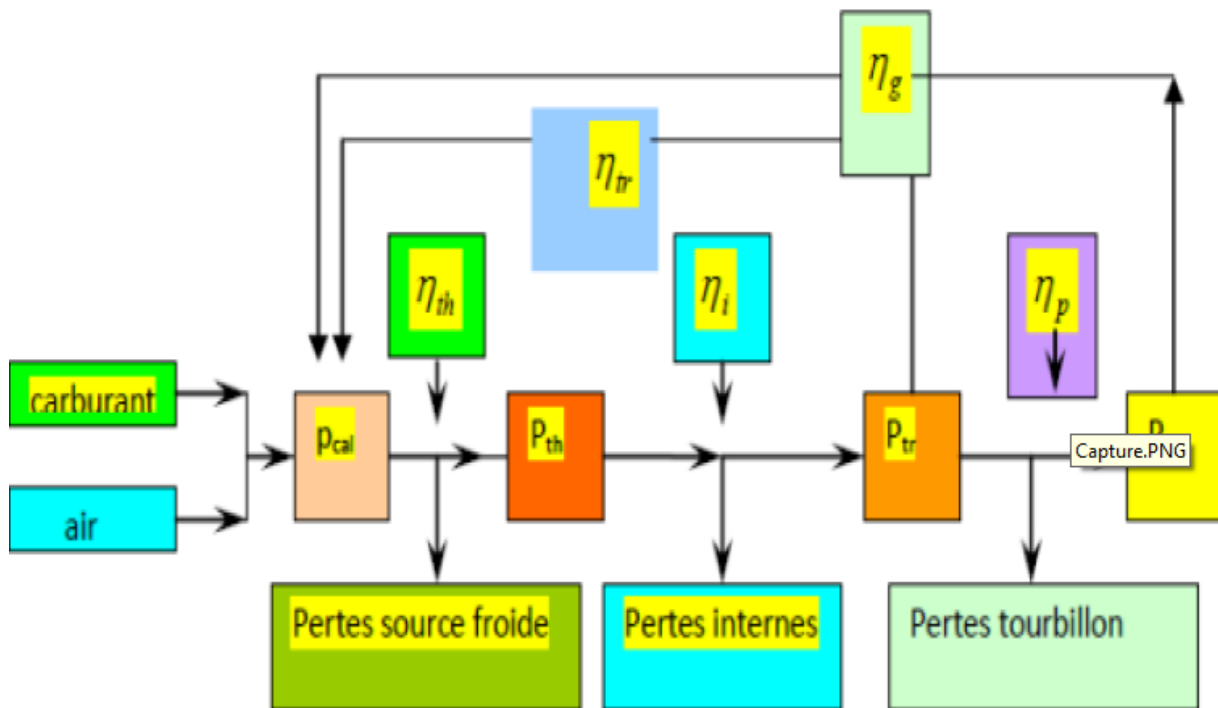 η_g
η_tr
η_th
η_i
η_p
carburant
p_cal
P_th
P_tr
P
Capture.PNG
air
Pertes source froide
Pertes internes
Pertes tourbillon